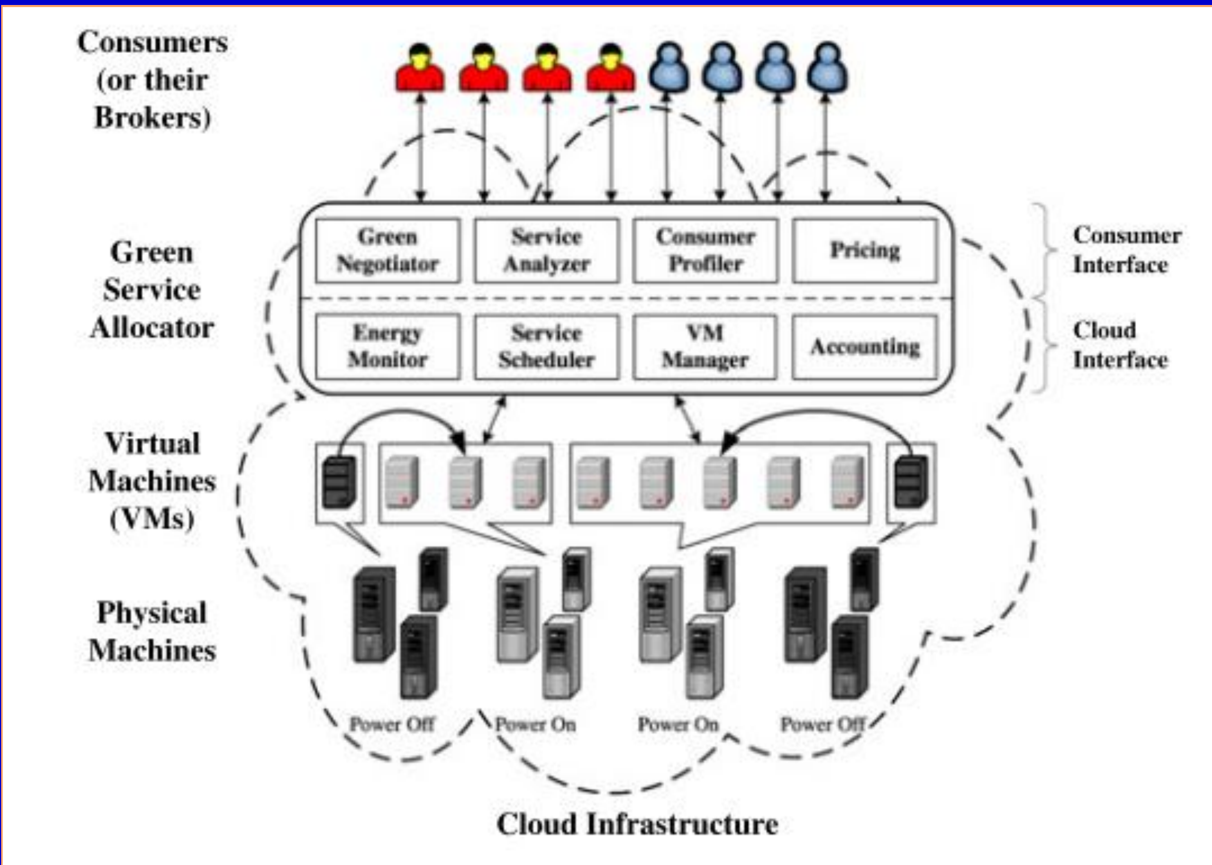 Consumers
(or their
Brokers)
Green
Service
Allocator
Green
Negotiator
Service
Analyzer
Consumer
Profiler
Pricing
Consumer
Interface
Energy
Monitor
Service
Scheduler
VM
Manager
Accounting
Cloud
Interface
Virtual
Machines
(VMs)
Physical
Machines
Power Off
Power On
Power On
Power Off
Cloud Infrastructure